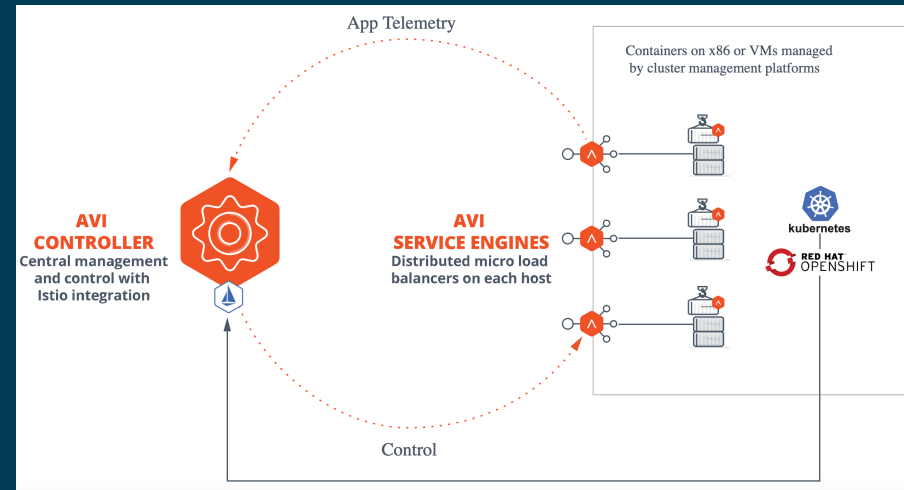 App Telemetry
Containers on x86 or VMs managed
by cluster management platforms
AVI
CONTROLLER
Central management
and control with
Istio integration
AVI
SERVICE ENGINES
Distributed micro load
balancers on each host
kubernetes
RED HAT
OPENSHIFT
Control